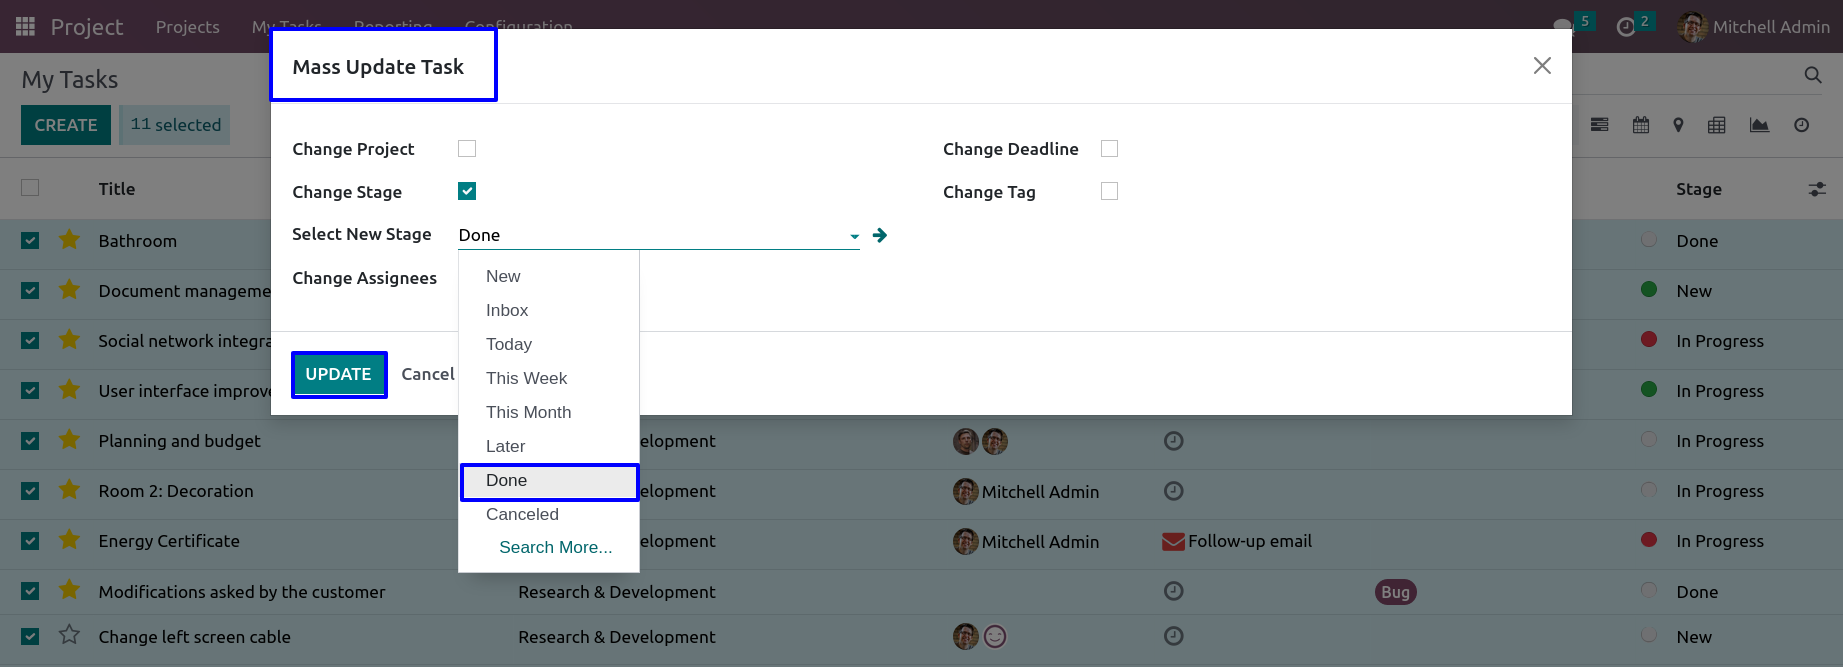 Project Projects My Tasks Reporting Configuration 5 2 Mitchell Admin
My Tasks
CREATE 11 selected
Mass Update Task
Change Project
Change Deadline
Change Stage
Change Tag
Select New Stage Done
Change Assignees
New
Inbox
Today
This Week
This Month
Later
Done
Canceled
Search More...
UPDATE Cancel
Title Stage
Bathroom Done
Document manageme New
Social network integra In Progress
User interface improve In Progress
Planning and budget elopment In Progress
Room 2: Decoration elopment Mitchell Admin In Progress
Energy Certificate elopment Mitchell Admin Follow-up email In Progress
Modifications asked by the customer Research & Development Bug Done
Change left screen cable Research & Development New